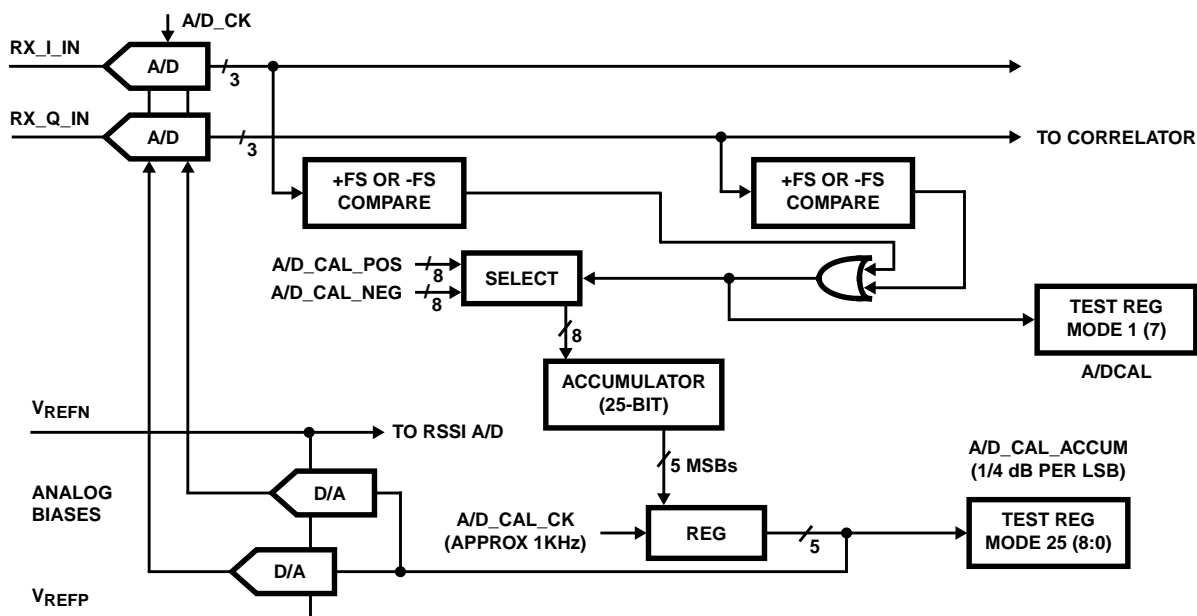 A/D_CK
RX_I_IN
A/D
3
RX_Q_IN
A/D
3
TO CORRELATOR
+FS OR -FS
COMPARE
+FS OR -FS
COMPARE
A/D_CAL_POS
8
A/D_CAL_NEG
8
SELECT
8
TEST REG
MODE 1 (7)
A/DCAL
ACCUMULATOR
(25-BIT)
VREFN
TO RSSI A/D
5 MSBs
A/D_CAL_ACCUM
(1/4 dB PER LSB)
ANALOG
BIASES
D/A
A/D_CAL_CK
(APPROX 1KHz)
REG
5
TEST REG
MODE 25 (8:0)
D/A
VREFP